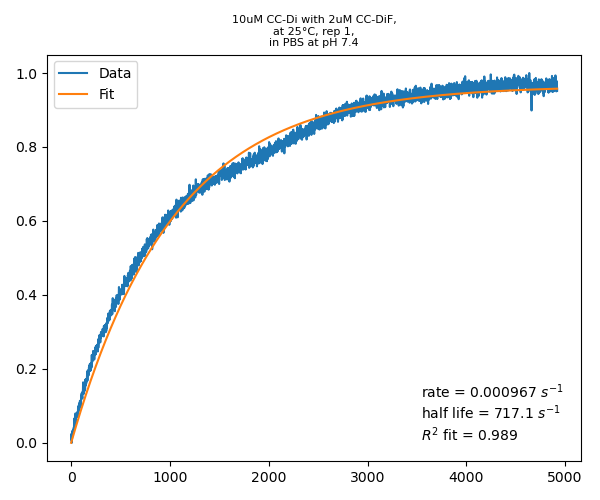 10uM CC-Di with 2uM CC-DiF,
at 25°C, rep 1,
in PBS at pH 7.4
Data
Fit
1.0
0.8
0.6
0.4
0.2
0.0
rate = 0.000967 s⁻¹
half life = 717.1 s⁻¹
R² fit = 0.989
0 1000 2000 3000 4000 5000